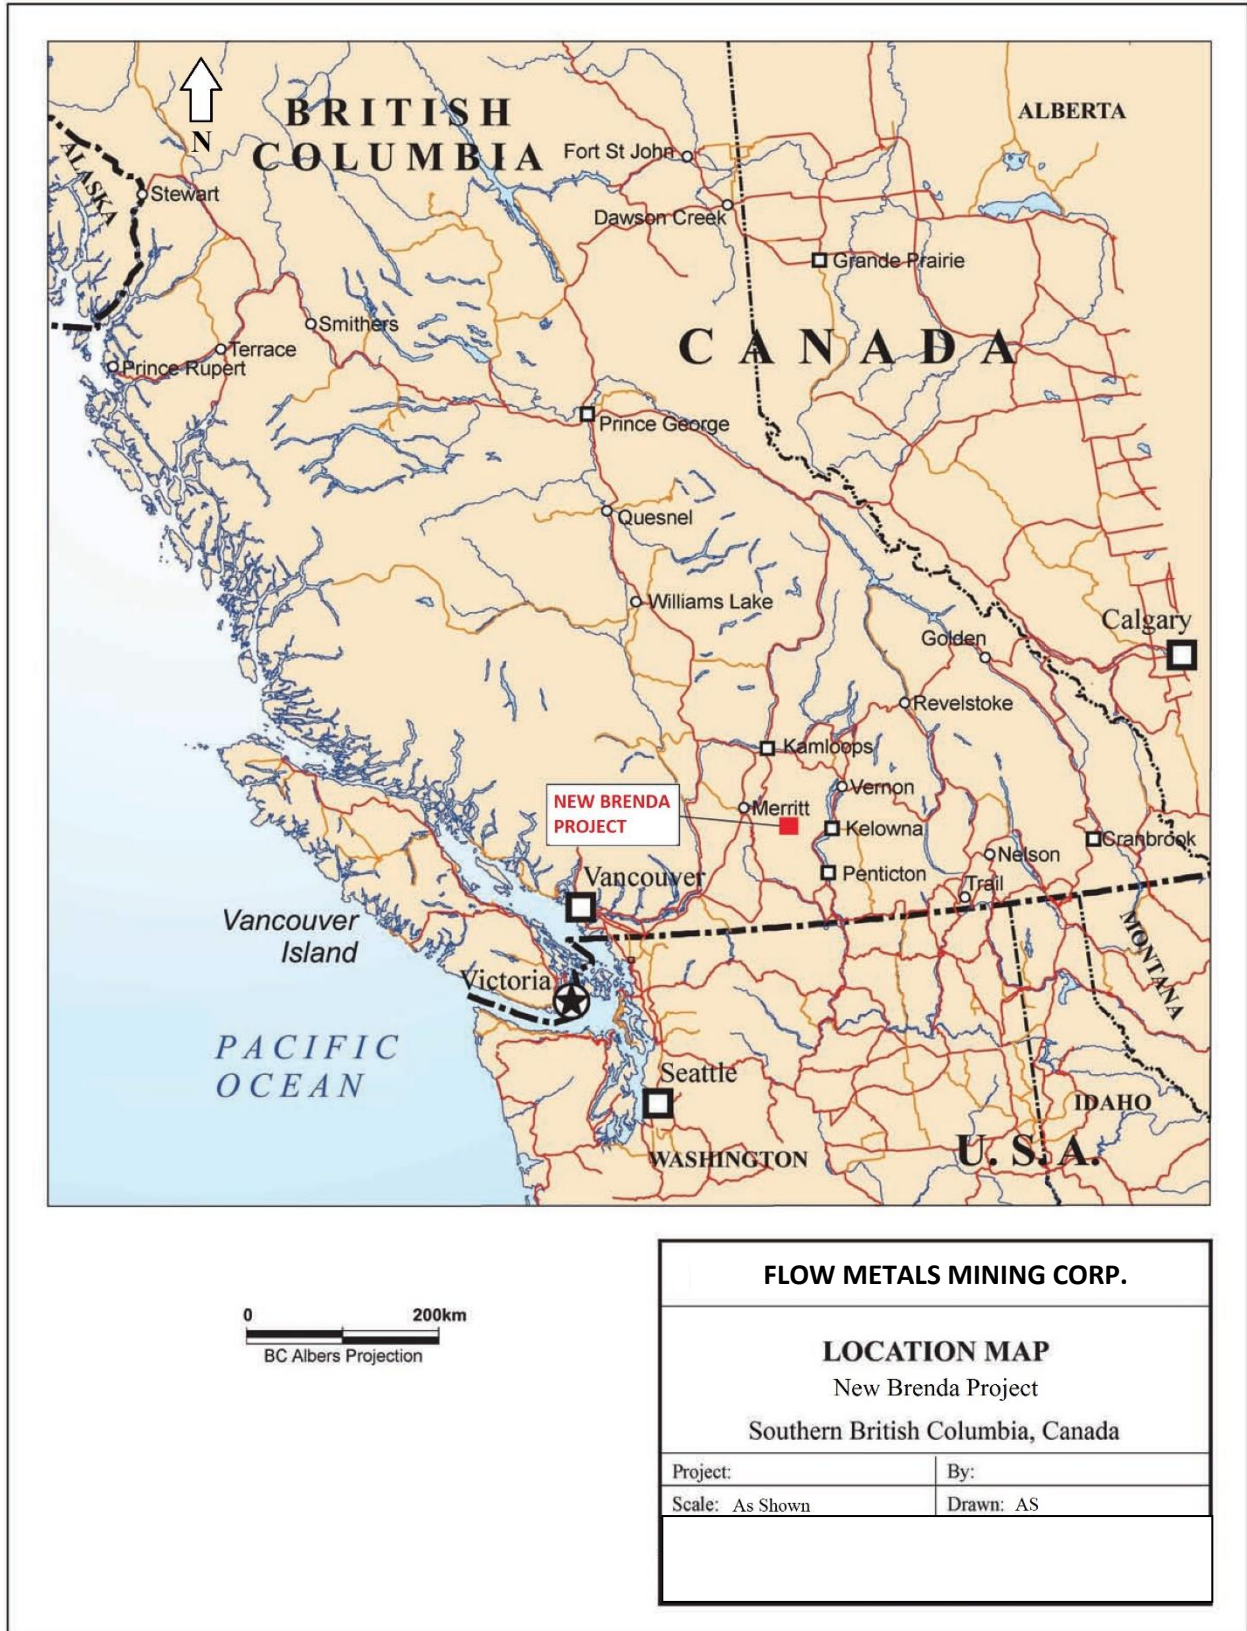 N
BRITISH
COLUMBIA
ALBERTA
ALASKA
Fort St John
Stewart
Dawson Creek
Grande Prairie
Smithers
CANADA
Terrace
Prince Rupert
Prince George
Quesnel
Williams Lake
Calgary
Golden
Revelstoke
Kamloops
Vernon
NEW BRENDA
PROJECT
Merritt
Kelowna
Cranbrook
Nelson
Penticton
Vancouver
Trail
Vancouver
Island
MONTANA
Victoria
PACIFIC
OCEAN
Seattle
IDAHO
WASHINGTON
U.S.A.
0 200km
BC Albers Projection
FLOW METALS MINING CORP.
LOCATION MAP
New Brenda Project
Southern British Columbia, Canada
Project: By:
Scale: As Shown Drawn: AS